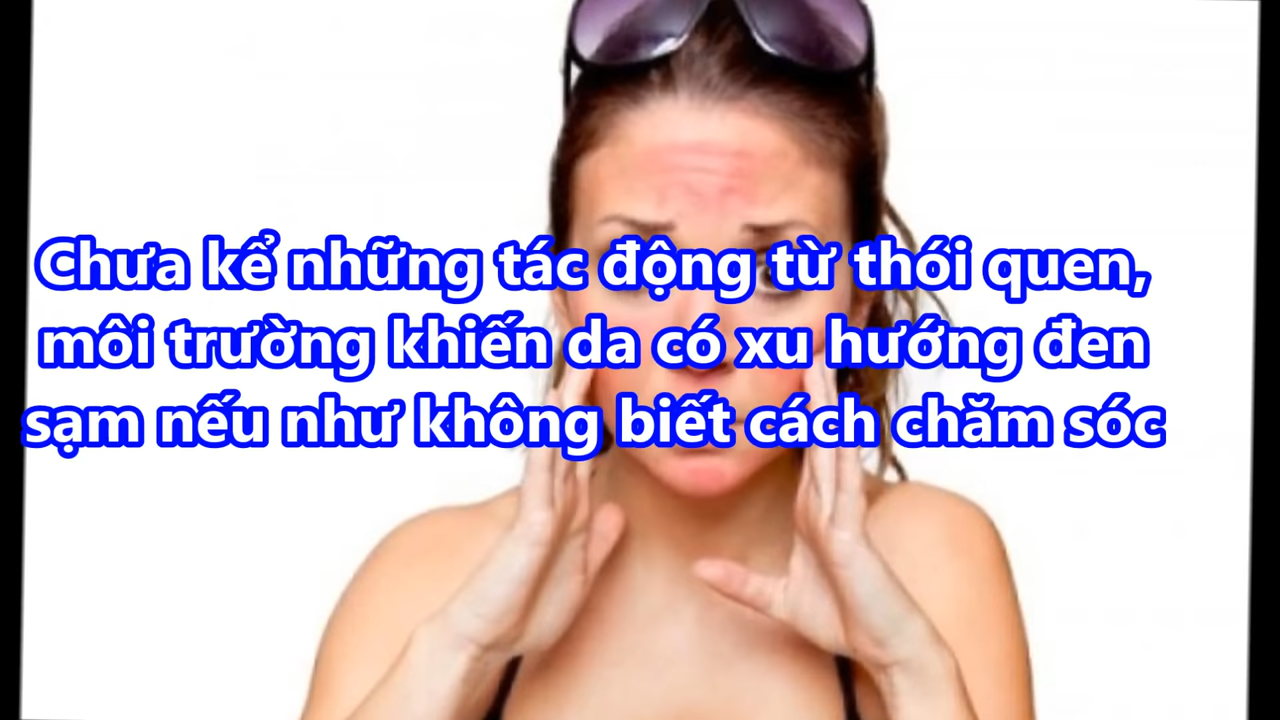 Chưa kể những tác động từ thói quen,
môi trường khiến da có xu hướng đen
sạm nếu như không biết cách chăm sóc